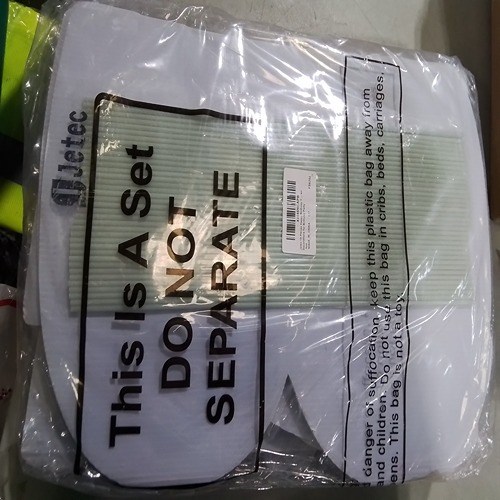 Jetec
This Is A Set
DO NOT
SEPARATE
danger of suffocation, keep this plastic bag away from
and children. Do not use this bag in cribs, beds, carriages,
ens. This bag is not a toy